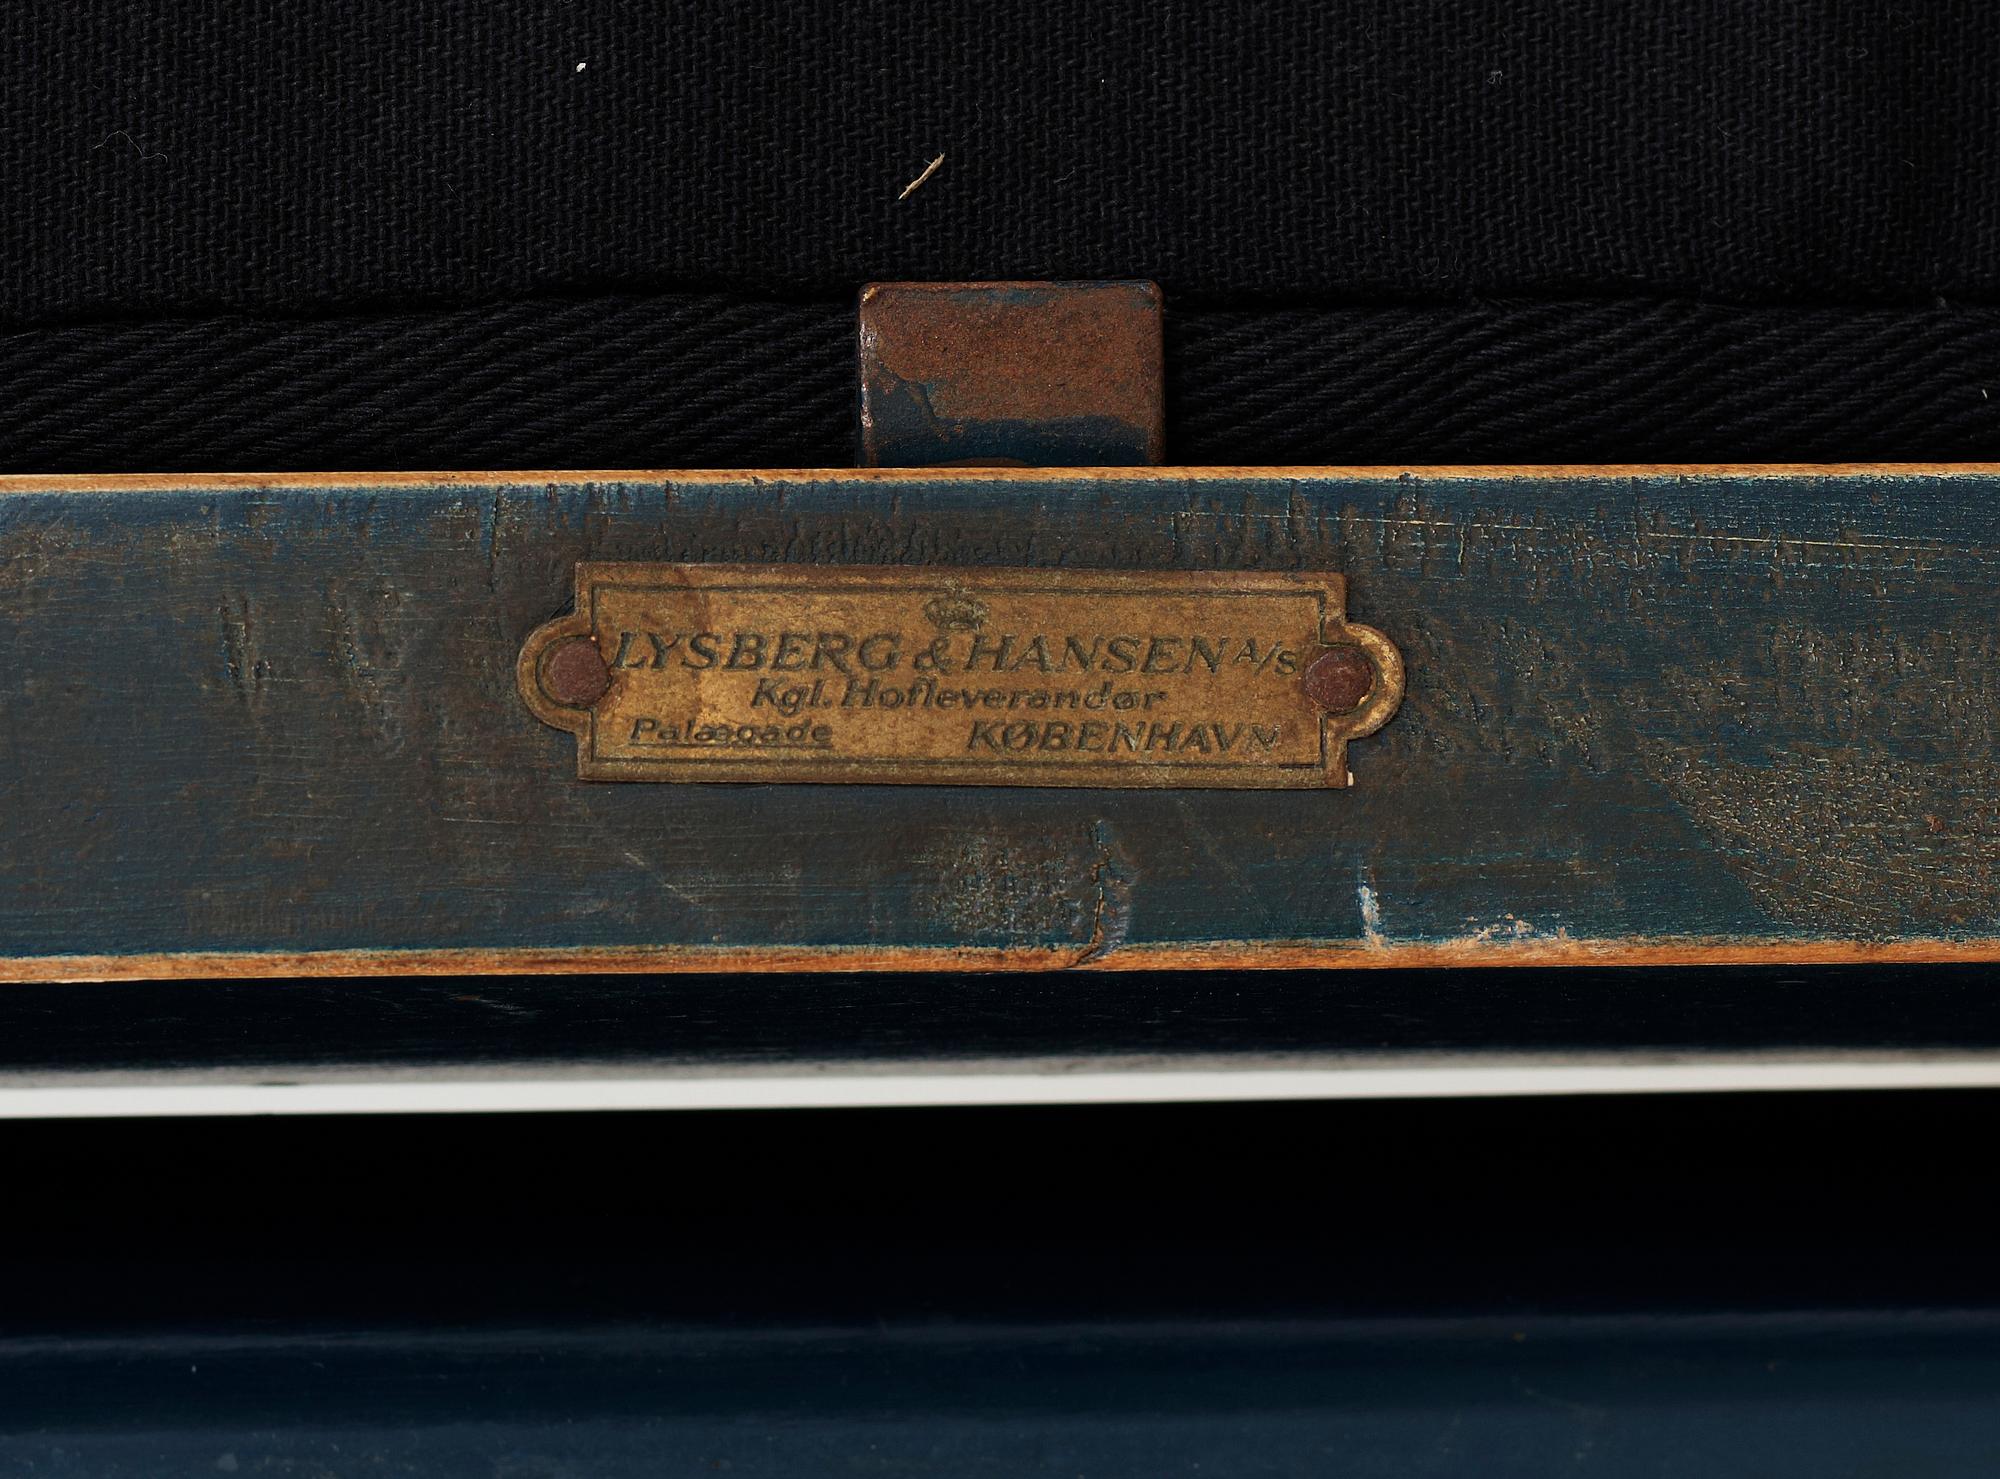 LYSBERG & HANSEN A/S
Kgl. Hofleverandør
Palægade KØBENHAVN